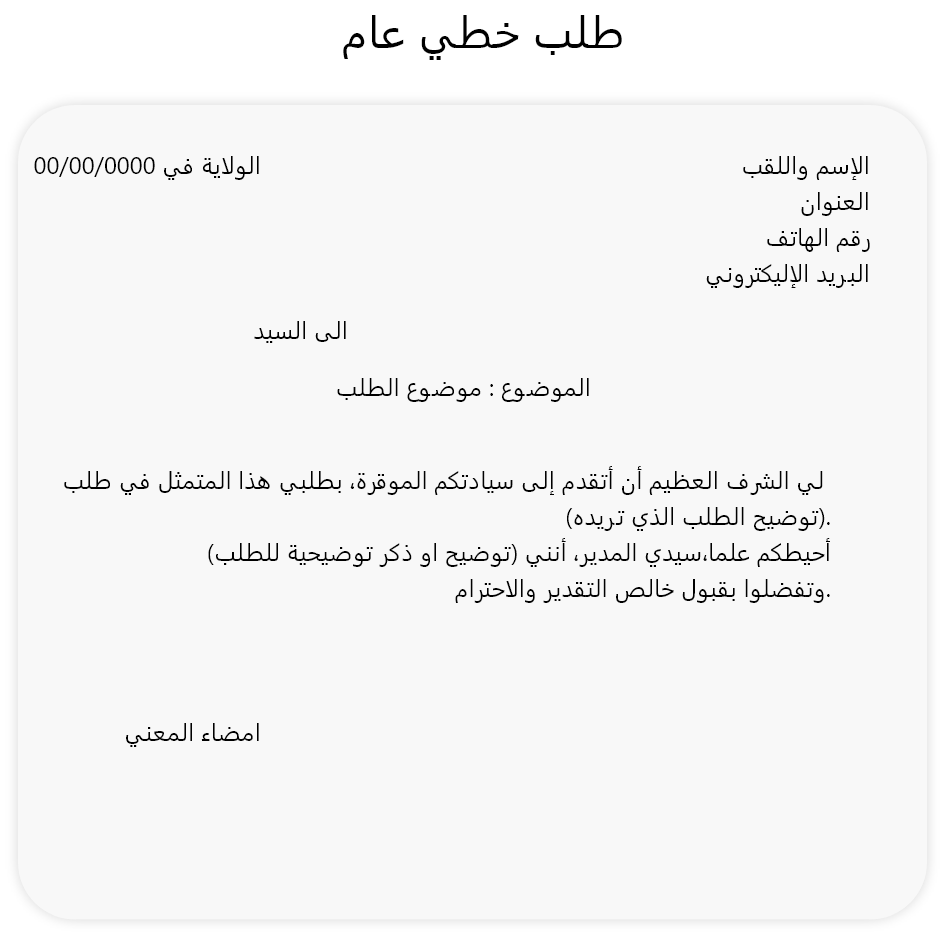 طلب خطي عام
الإسم واللقب
الولاية في 00/00/0000
العنوان
رقم الهاتف
البريد الإليكتروني
الى السيد
الموضوع : موضوع الطلب
لي الشرف العظيم أن أتقدم إلى سيادتكم الموقرة، بطلبي هذا المتمثل في طلب
.(توضيح الطلب الذي تريده)
أحيطكم علما،سيدي المدير، أنني (توضيح او ذكر توضيحية للطلب)
.وتفضلوا بقبول خالص التقدير والاحترام
امضاء المعني